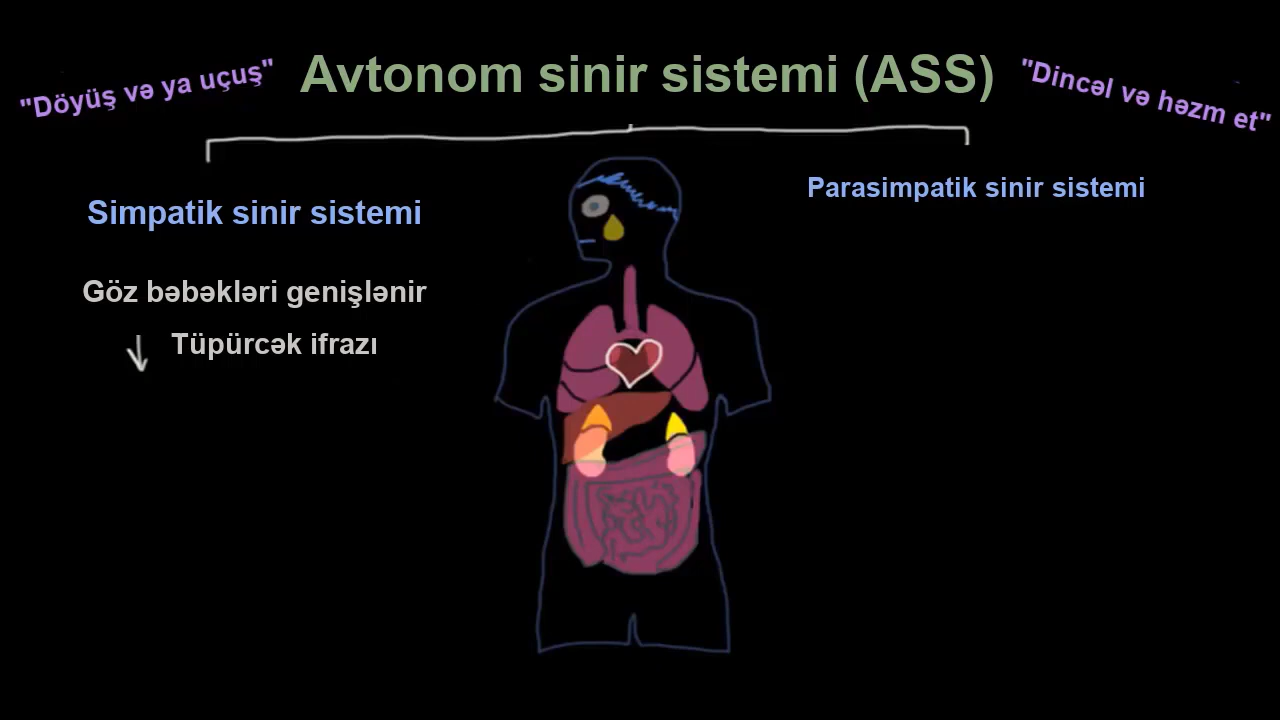 "Döyüş və ya uçuş"
Avtonom sinir sistemi (ASS)
"Dincəl və həzm et"
Simpatik sinir sistemi
Parasimpatik sinir sistemi
Göz bəbəkləri genişlənir
↓ Tüpürcək ifrazı